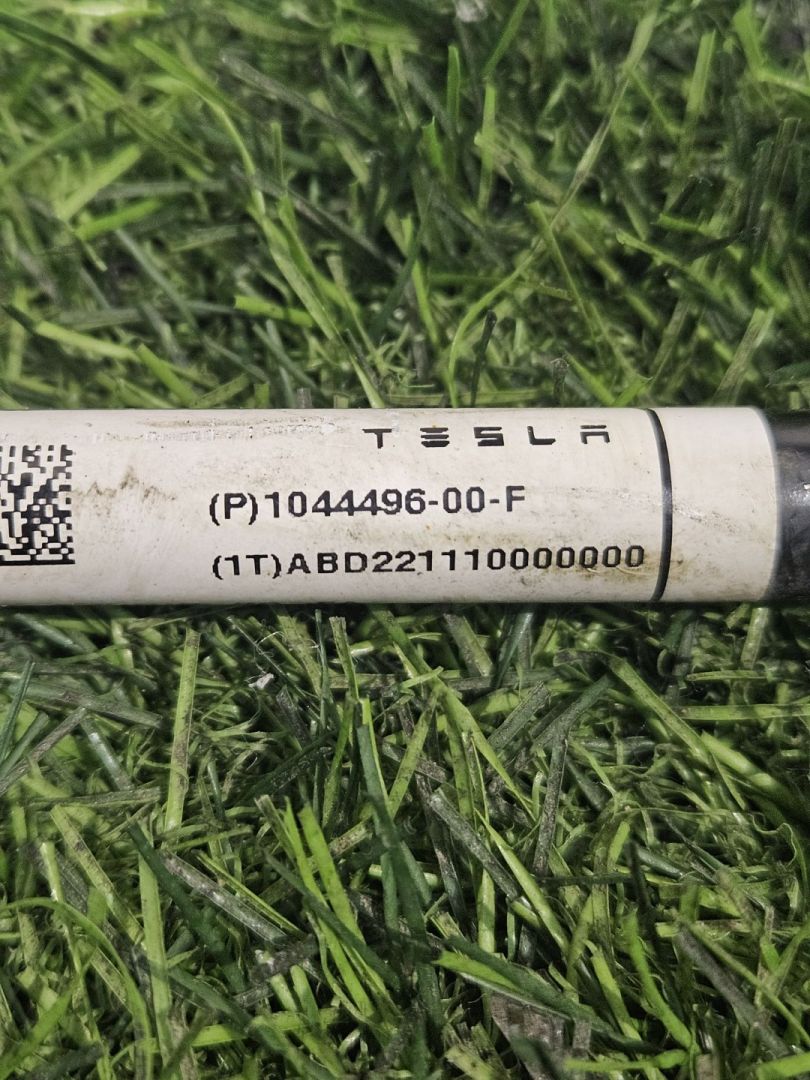 TESLA
(P)1044496-00-F
(1T)ABD221110000000